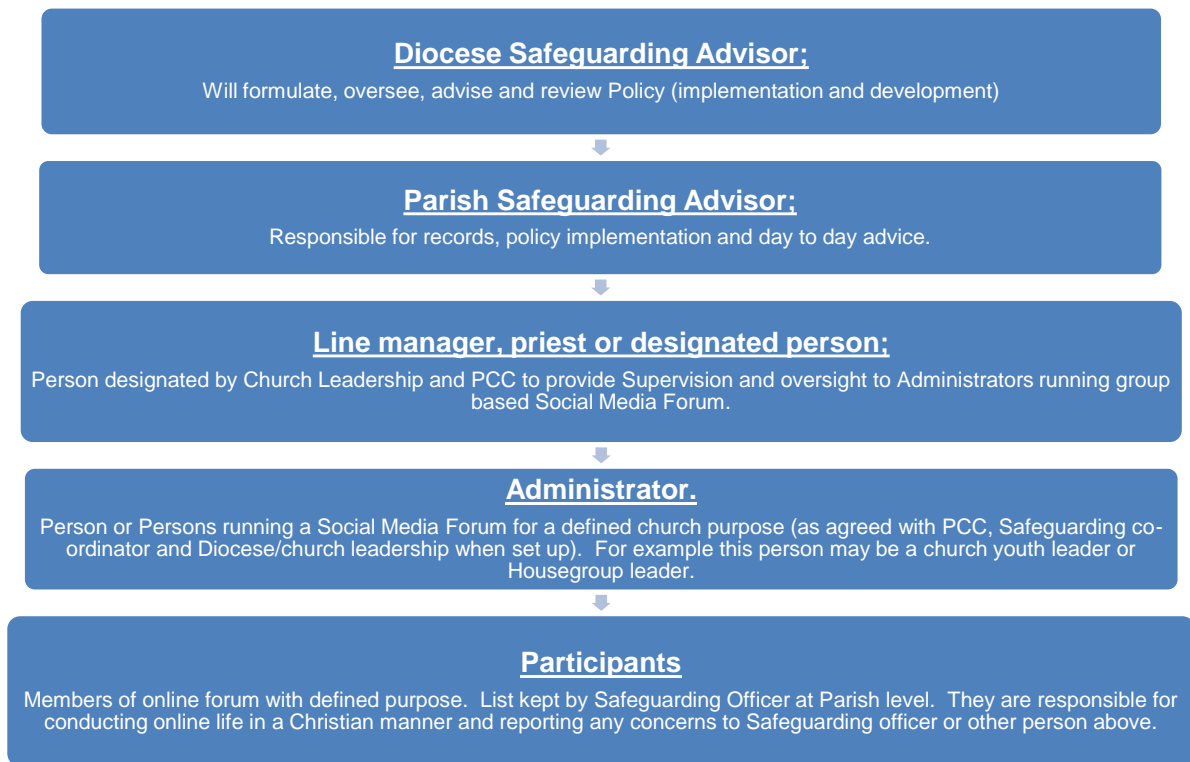 Diocese Safeguarding Advisor;
Will formulate, oversee, advise and review Policy (implementation and development)
Parish Safeguarding Advisor;
Responsible for records, policy implementation and day to day advice.
Line manager, priest or designated person;
Person designated by Church Leadership and PCC to provide Supervision and oversight to Administrators running group
based Social Media Forum.
Administrator.
Person or Persons running a Social Media Forum for a defined church purpose (as agreed with PCC, Safeguarding co-
ordinator and Diocese/church leadership when set up).  For example this person may be a church youth leader or
Housegroup leader.
Participants
Members of online forum with defined purpose.  List kept by Safeguarding Officer at Parish level.  They are responsible for
conducting online life in a Christian manner and reporting any concerns to Safeguarding officer or other person above.